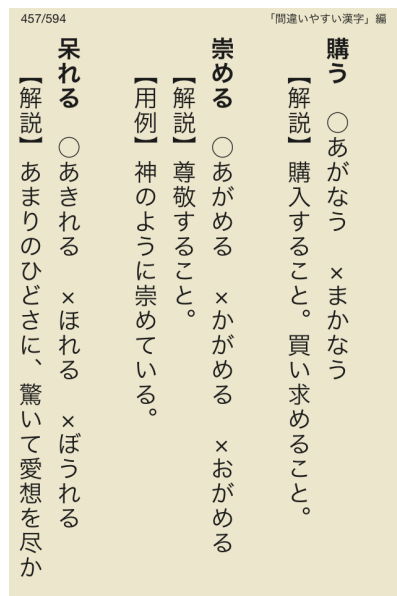 457/594
「間違いやすい漢字」編
購う　○あがなう　×まかなう
【解説】購入すること。買い求めること。
崇める　○あがめる　×かがめる　×おがめる
【解説】尊敬すること。
【用例】神のように崇めている。
呆れる　○あきれる　×ほれる　×ぼうれる
【解説】あまりのひどさに、驚いて愛想を尽か